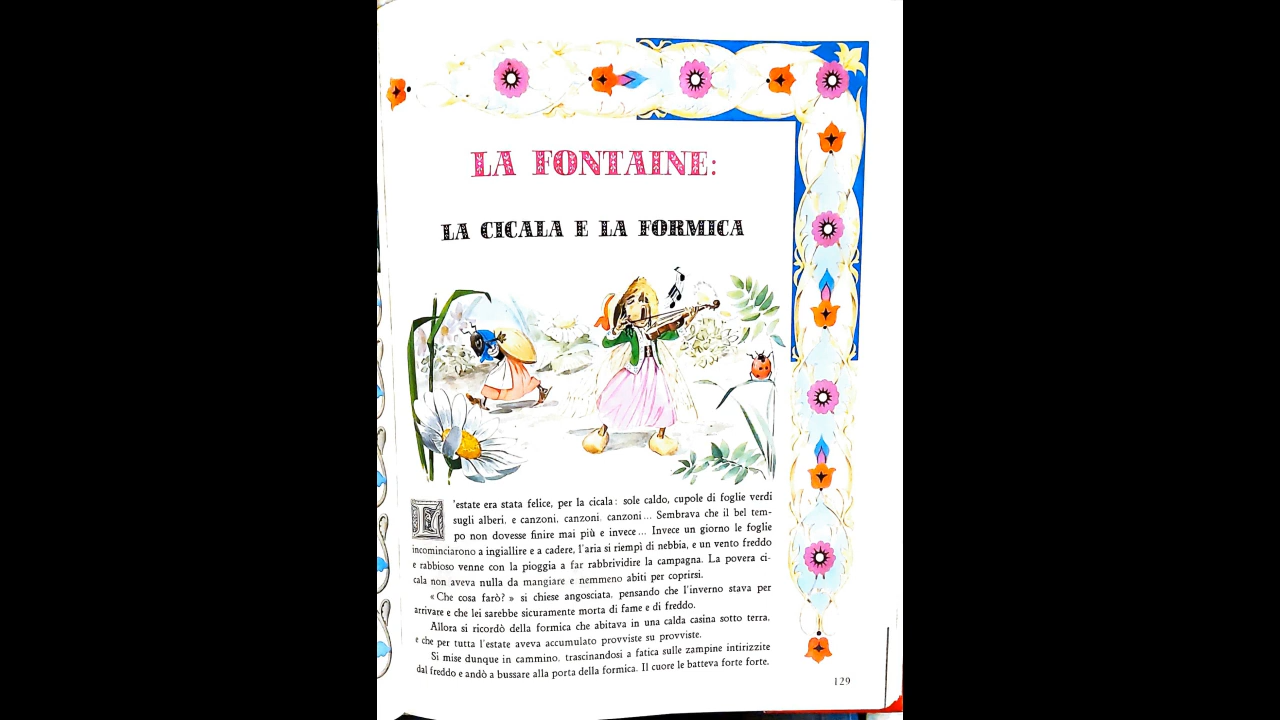 LA FONTAINE:
LA CICALA E LA FORMICA
L'estate era stata felice, per la cicala: sole caldo, cupole di foglie verdi
sugli alberi, e canzoni, canzoni, canzoni... Sembrava che il bel tem-
po non dovesse finire mai più e invece... Invece un giorno le foglie
incominciarono a ingiallire e a cadere, l'aria si riempì di nebbia, e un vento freddo
e rabbioso venne con la pioggia a far rabbrividire la campagna. La povera ci-
cala non aveva nulla da mangiare e nemmeno abiti per coprirsi.
«Che cosa farò?» si chiese angosciata, pensando che l'inverno stava per
arrivare e che lei sarebbe sicuramente morta di fame e di freddo.
Allora si ricordò della formica che abitava in una calda casina sotto terra,
e che per tutta l'estate aveva accumulato provviste su provviste.
Si mise dunque in cammino, trascinandosi a fatica sulle zampine intirizzite
dal freddo e andò a bussare alla porta della formica. Il cuore le batteva forte forte.
129